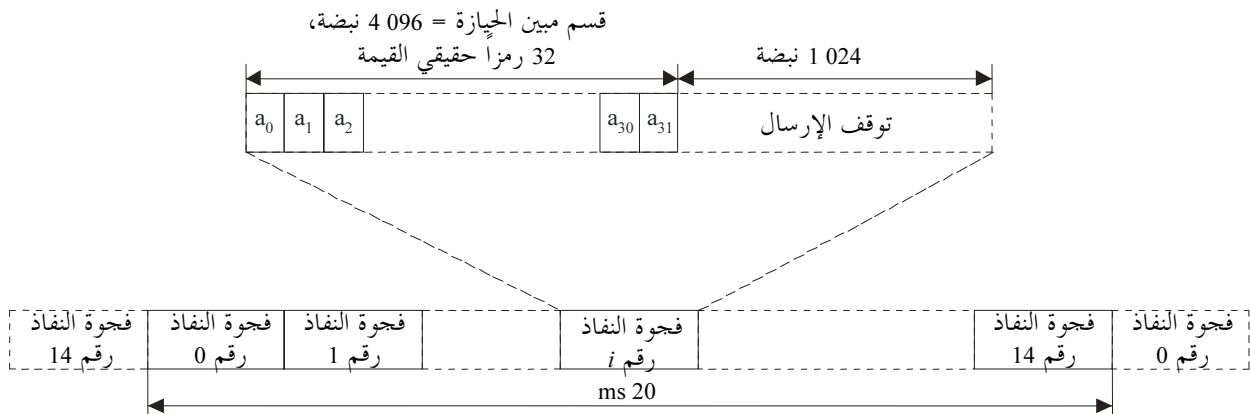 قسم مبين الحيازة = 096 4 نبضة،
32 رمزاً حقيقي القيمة
024 1 نبضة
a0 a1 a2 a30 a31 توقف الإرسال
فجوة النفاذ رقم 14
فجوة النفاذ رقم 0
فجوة النفاذ رقم 1
فجوة النفاذ رقم i
فجوة النفاذ رقم 14
فجوة النفاذ رقم 0
ms 20